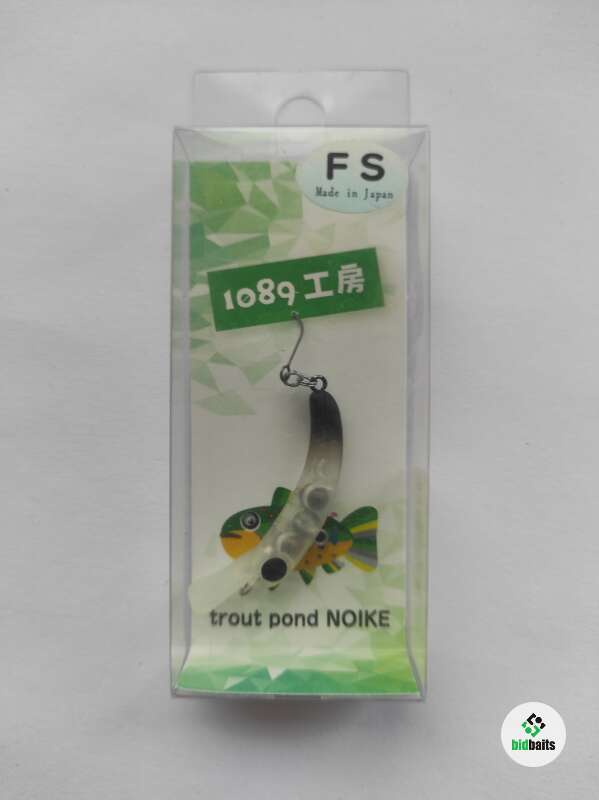 FS
Made in Japan
1089工房
trout pond NOIKE
bidbaits